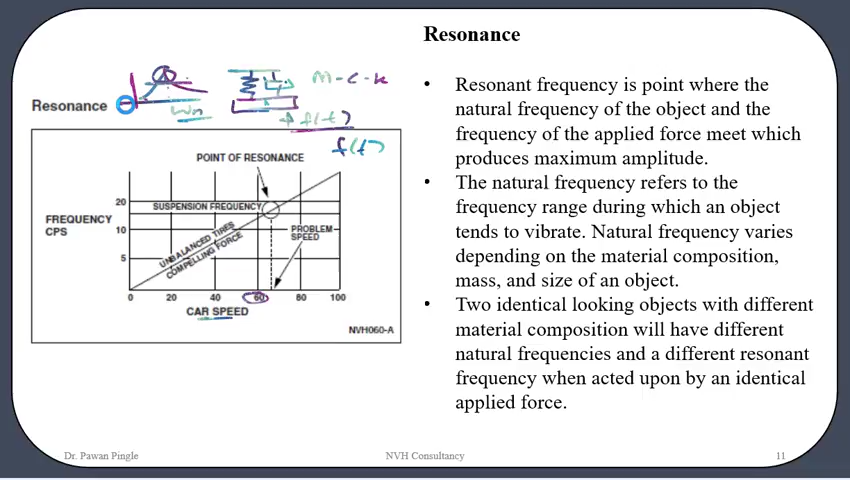 Resonance
Resonance
m-c-k
wn
f(t)
f(t)
POINT OF RESONANCE
20
SUSPENSION FREQUENCY
FREQUENCY
CPS
10
UNBALANCED TIRES
COMPELLING FORCE
PROBLEM
SPEED
5
0 20 40 60 80 100
CAR SPEED
NVH060-A
• Resonant frequency is point where the
natural frequency of the object and the
frequency of the applied force meet which
produces maximum amplitude.
• The natural frequency refers to the
frequency range during which an object
tends to vibrate. Natural frequency varies
depending on the material composition,
mass, and size of an object.
• Two identical looking objects with different
material composition will have different
natural frequencies and a different resonant
frequency when acted upon by an identical
applied force.
Dr. Pawan Pingle
NVH Consultancy
11